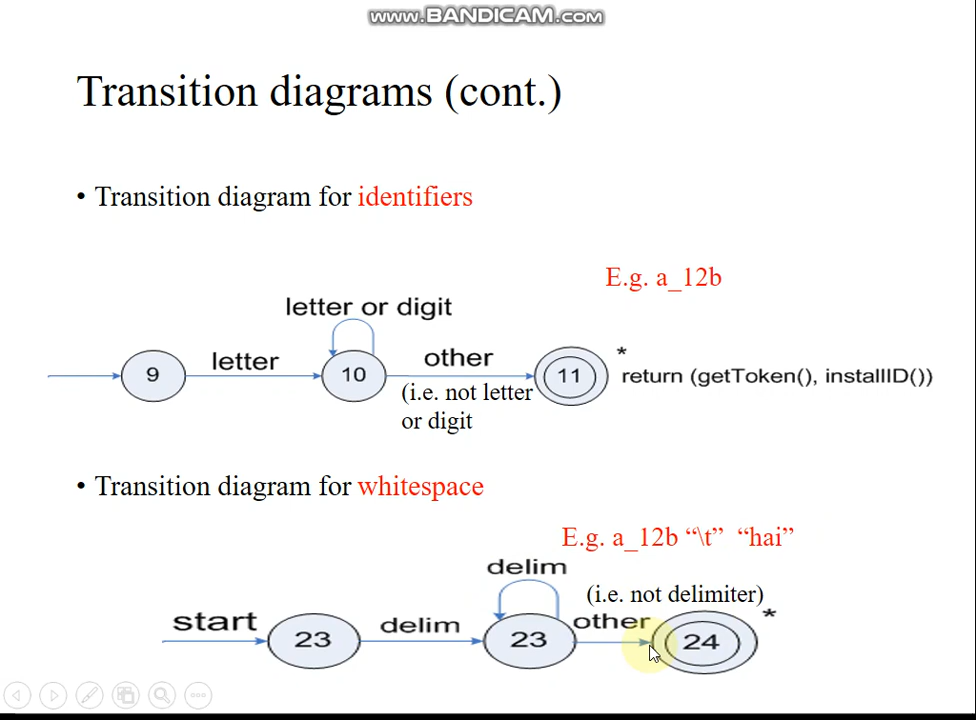 www.BANDICAM.com
Transition diagrams (cont.)
• Transition diagram for identifiers
E.g. a_12b
letter or digit
9
letter
10
other
11
*
return (getToken(), installID())
(i.e. not letter
or digit
• Transition diagram for whitespace
E.g. a_12b “\t” “hai”
delim
(i.e. not delimiter)
start
23
delim
23
other
24
*